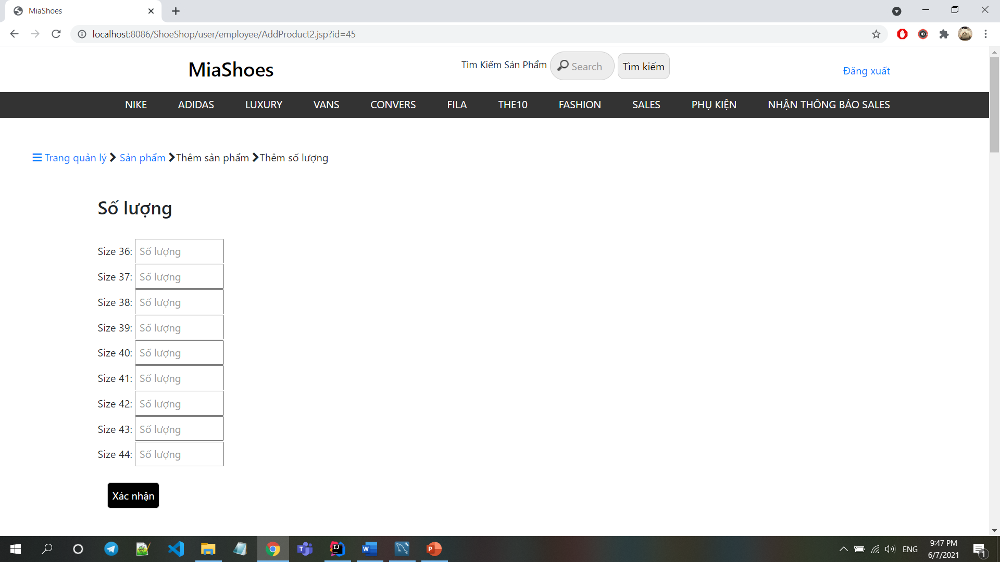 MiaShoes
localhost:8086/ShoeShop/user/employee/AddProduct2.jsp?id=45
MiaShoes
Tìm Kiếm Sản Phẩm Search Tìm kiếm
Đăng xuất
NIKE ADIDAS LUXURY VANS CONVERS FILA THE10 FASHION SALES PHỤ KIỆN NHẬN THÔNG BÁO SALES
Trang quản lý Sản phẩm Thêm sản phẩm Thêm số lượng
Số lượng
Size 36: Số lượng
Size 37: Số lượng
Size 38: Số lượng
Size 39: Số lượng
Size 40: Số lượng
Size 41: Số lượng
Size 42: Số lượng
Size 43: Số lượng
Size 44: Số lượng
Xác nhận
ENG
9:47 PM
6/7/2021
1